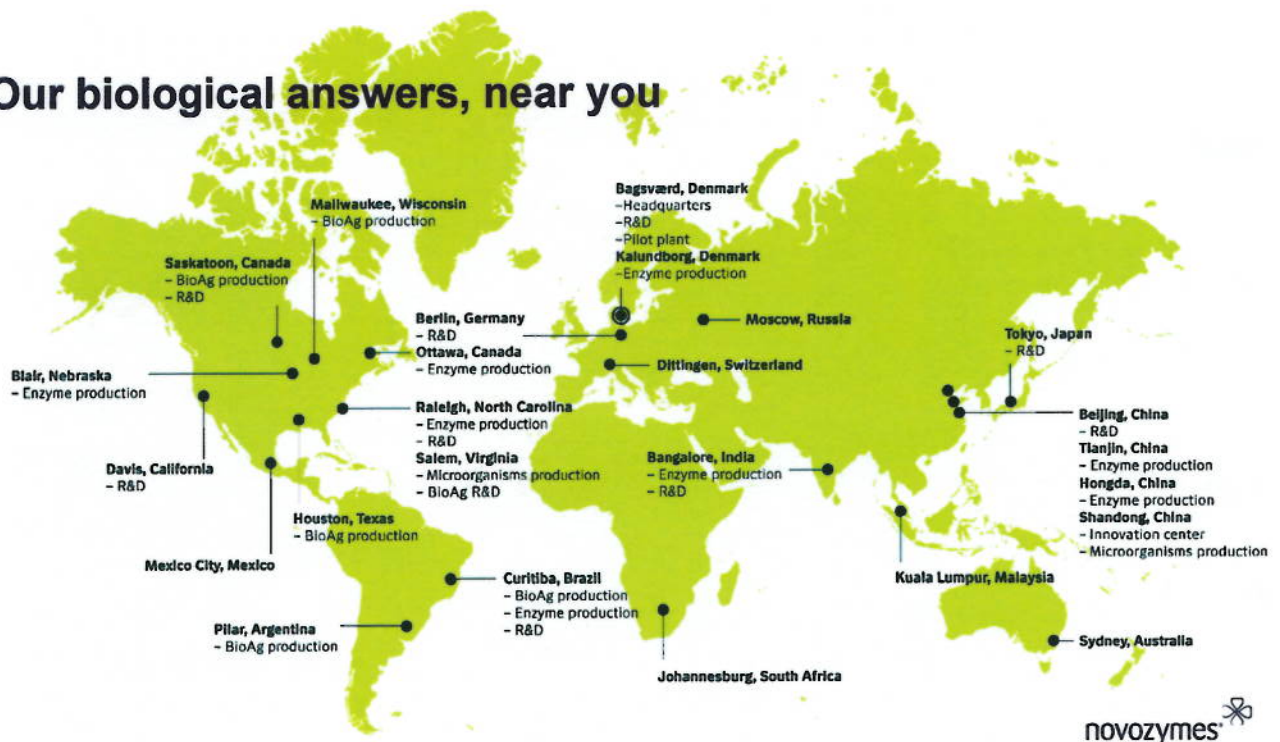 Our biological answers, near you
Bagsværd, Denmark
–Headquarters
–R&D
–Pilot plant
Kalundborg, Denmark
–Enzyme production
Maliwaukee, Wisconsin
– BioAg production
Saskatoon, Canada
– BioAg production
– R&D
Berlin, Germany
– R&D
Ottawa, Canada
– Enzyme production
Moscow, Russia
Tokyo, Japan
– R&D
Dittingen, Switzerland
Blair, Nebraska
– Enzyme production
Raleigh, North Carolina
– Enzyme production
– R&D
Salem, Virginia
– Microorganisms production
– BioAg R&D
Beijing, China
– R&D
Tianjin, China
– Enzyme production
Hongda, China
– Enzyme production
Shandong, China
– Innovation center
– Microorganisms production
Bangalore, India
– Enzyme production
– R&D
Davis, California
– R&D
Houston, Texas
– BioAg production
Mexico City, Mexico
Curitiba, Brazil
– BioAg production
– Enzyme production
– R&D
Kuala Lumpur, Malaysia
Pilar, Argentina
– BioAg production
Sydney, Australia
Johannesburg, South Africa
novozymes